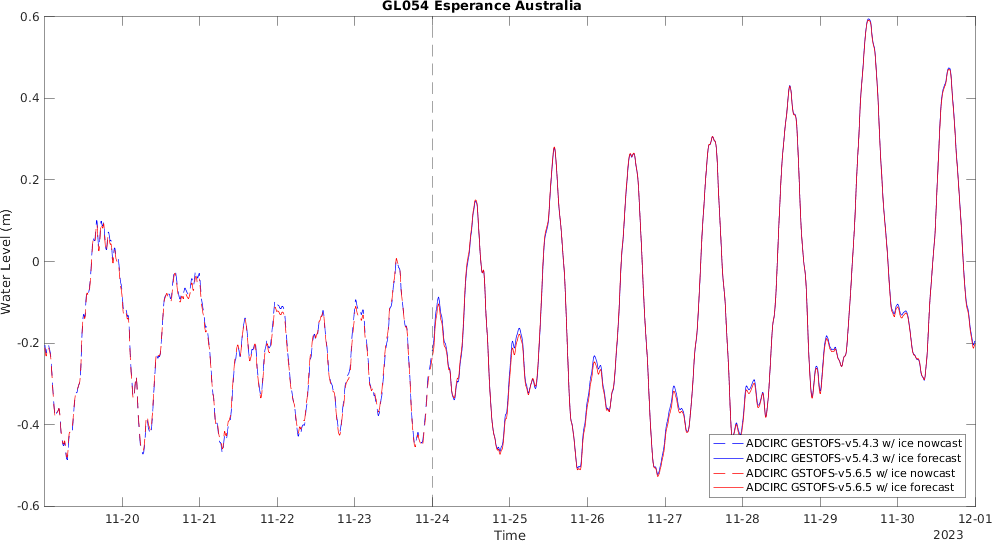 GL054 Esperance Australia
0.6
0.4
0.2
0
-0.2
-0.4
-0.6
Water Level (m)
ADCIRC GESTOFS-v5.4.3 w/ ice nowcast
ADCIRC GESTOFS-v5.4.3 w/ ice forecast
ADCIRC GSTOFS-v5.6.5 w/ ice nowcast
ADCIRC GSTOFS-v5.6.5 w/ ice forecast
11-20 11-21 11-22 11-23 11-24 11-25 11-26 11-27 11-28 11-29 11-30 12-01
Time
2023